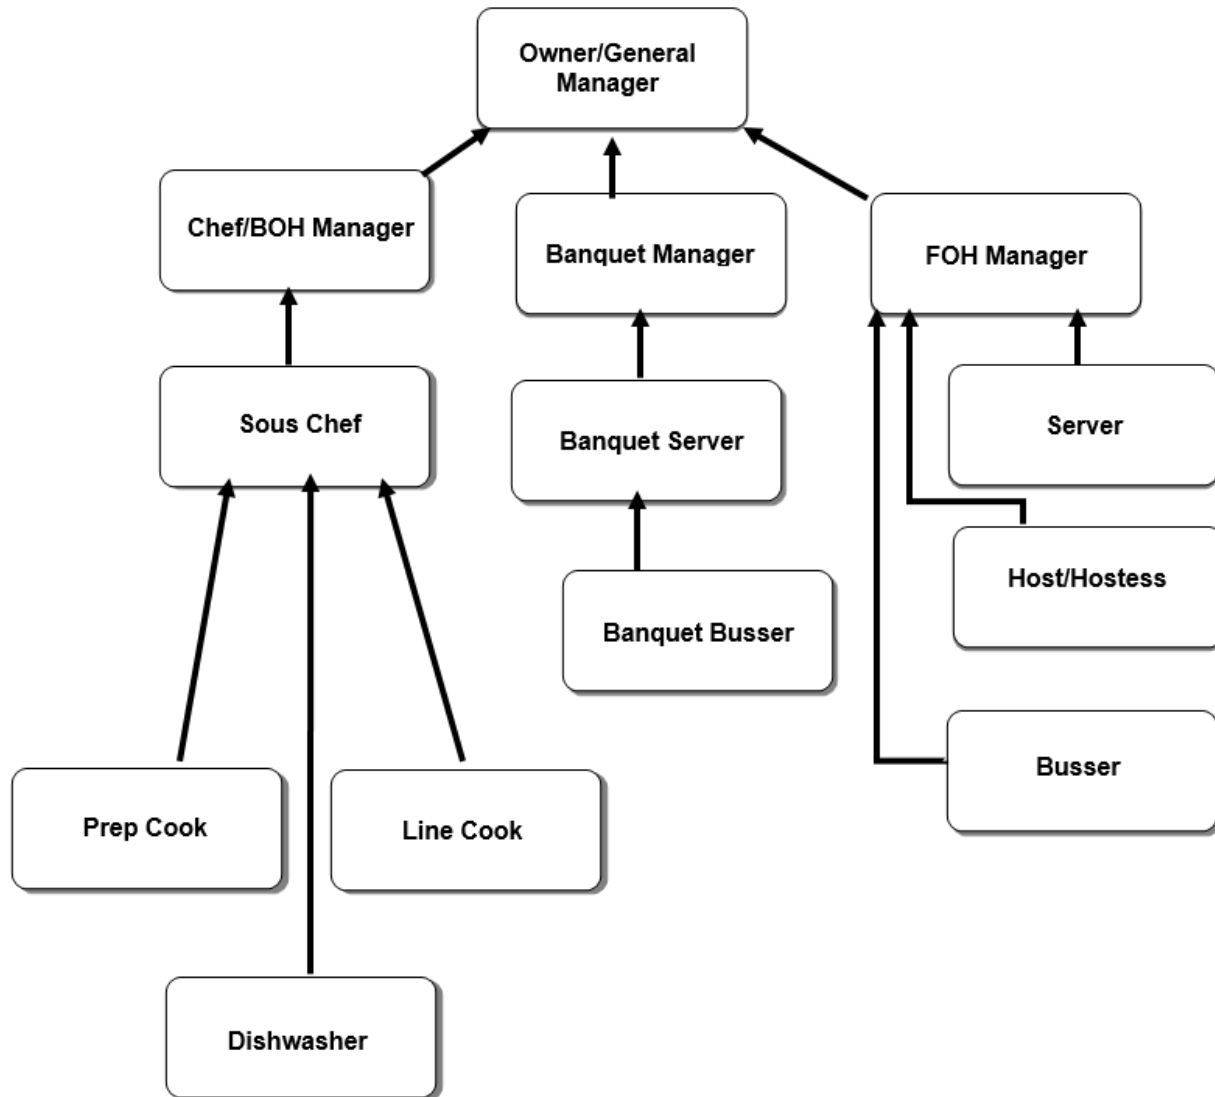 Owner/General
Manager
Chef/BOH Manager
Banquet Manager
FOH Manager
Sous Chef
Banquet Server
Server
Host/Hostess
Banquet Busser
Busser
Prep Cook
Line Cook
Dishwasher